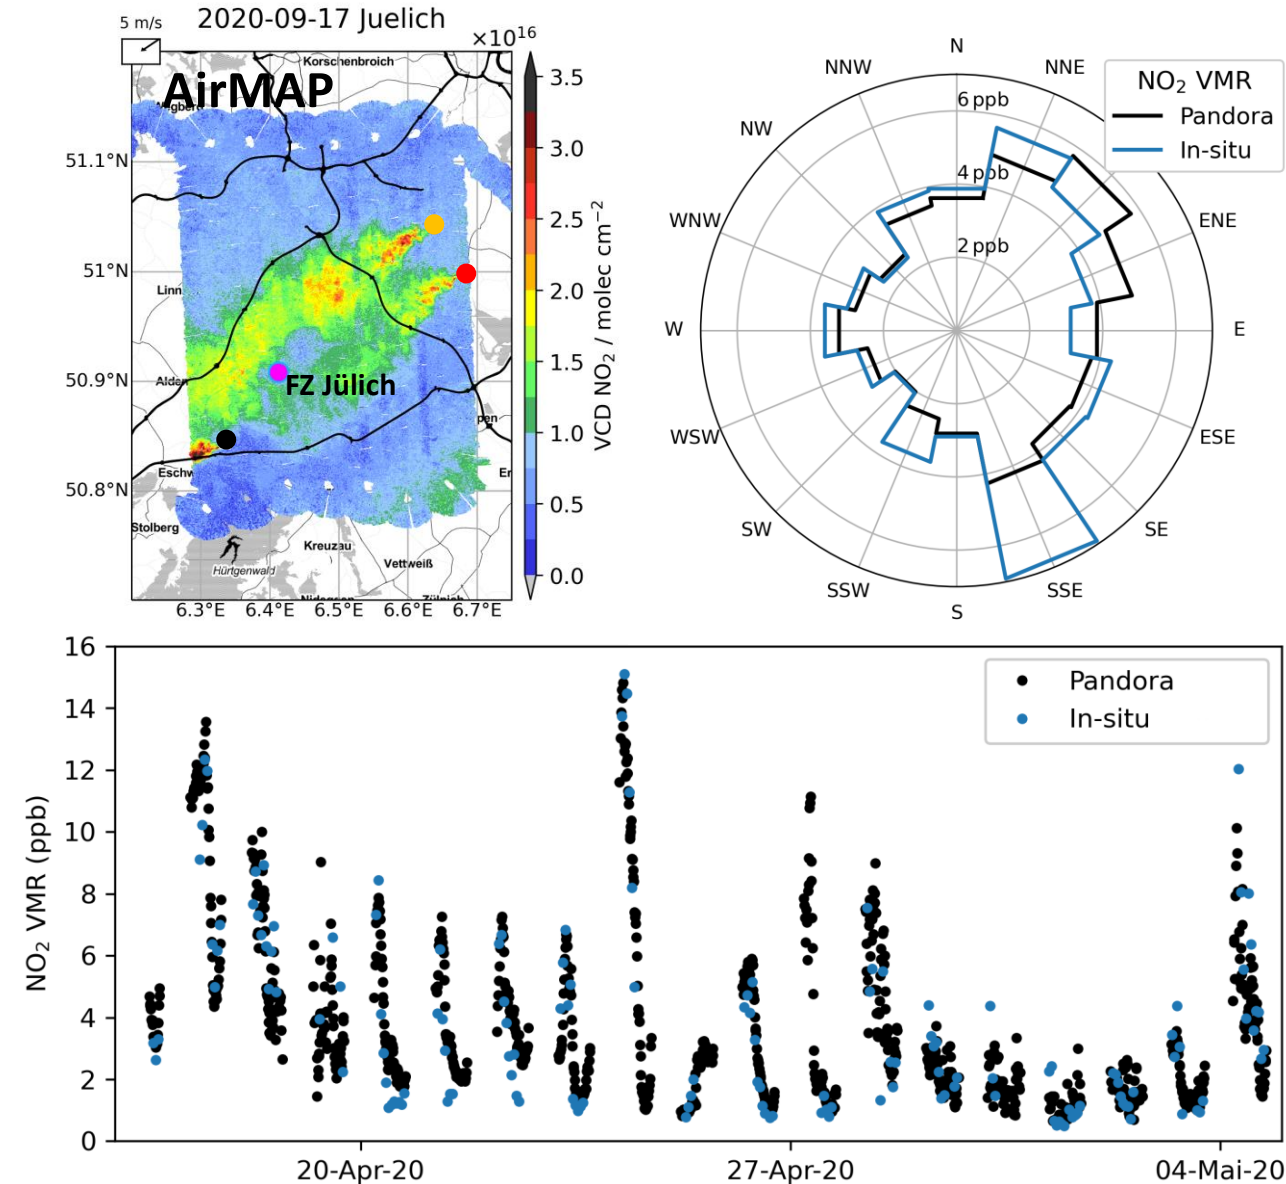 5 m/s
2020-09-17 Juelich
×10¹⁶
Korschenbroich
AirMAP
51.1°N
51°N
50.9°N
50.8°N
Linn
Alden
Eschw
Stolberg
FZ Jülich
pen
Er
Kreuzau
Vettweiß
Hürtgenwald
6.3°E 6.4°E 6.5°E 6.6°E 6.7°E
3.5
3.0
2.5
2.0
1.5
1.0
0.5
0.0
VCD NO₂ / molec cm⁻²
N
NNE
ENE
E
ESE
SE
SSE
S
SSW
SW
WSW
W
WNW
NW
NNW
6 ppb
4 ppb
2 ppb
NO₂ VMR
Pandora
In-situ
NO₂ VMR (ppb)
16
14
12
10
8
6
4
2
0
Pandora
In-situ
20-Apr-20
27-Apr-20
04-Mai-20